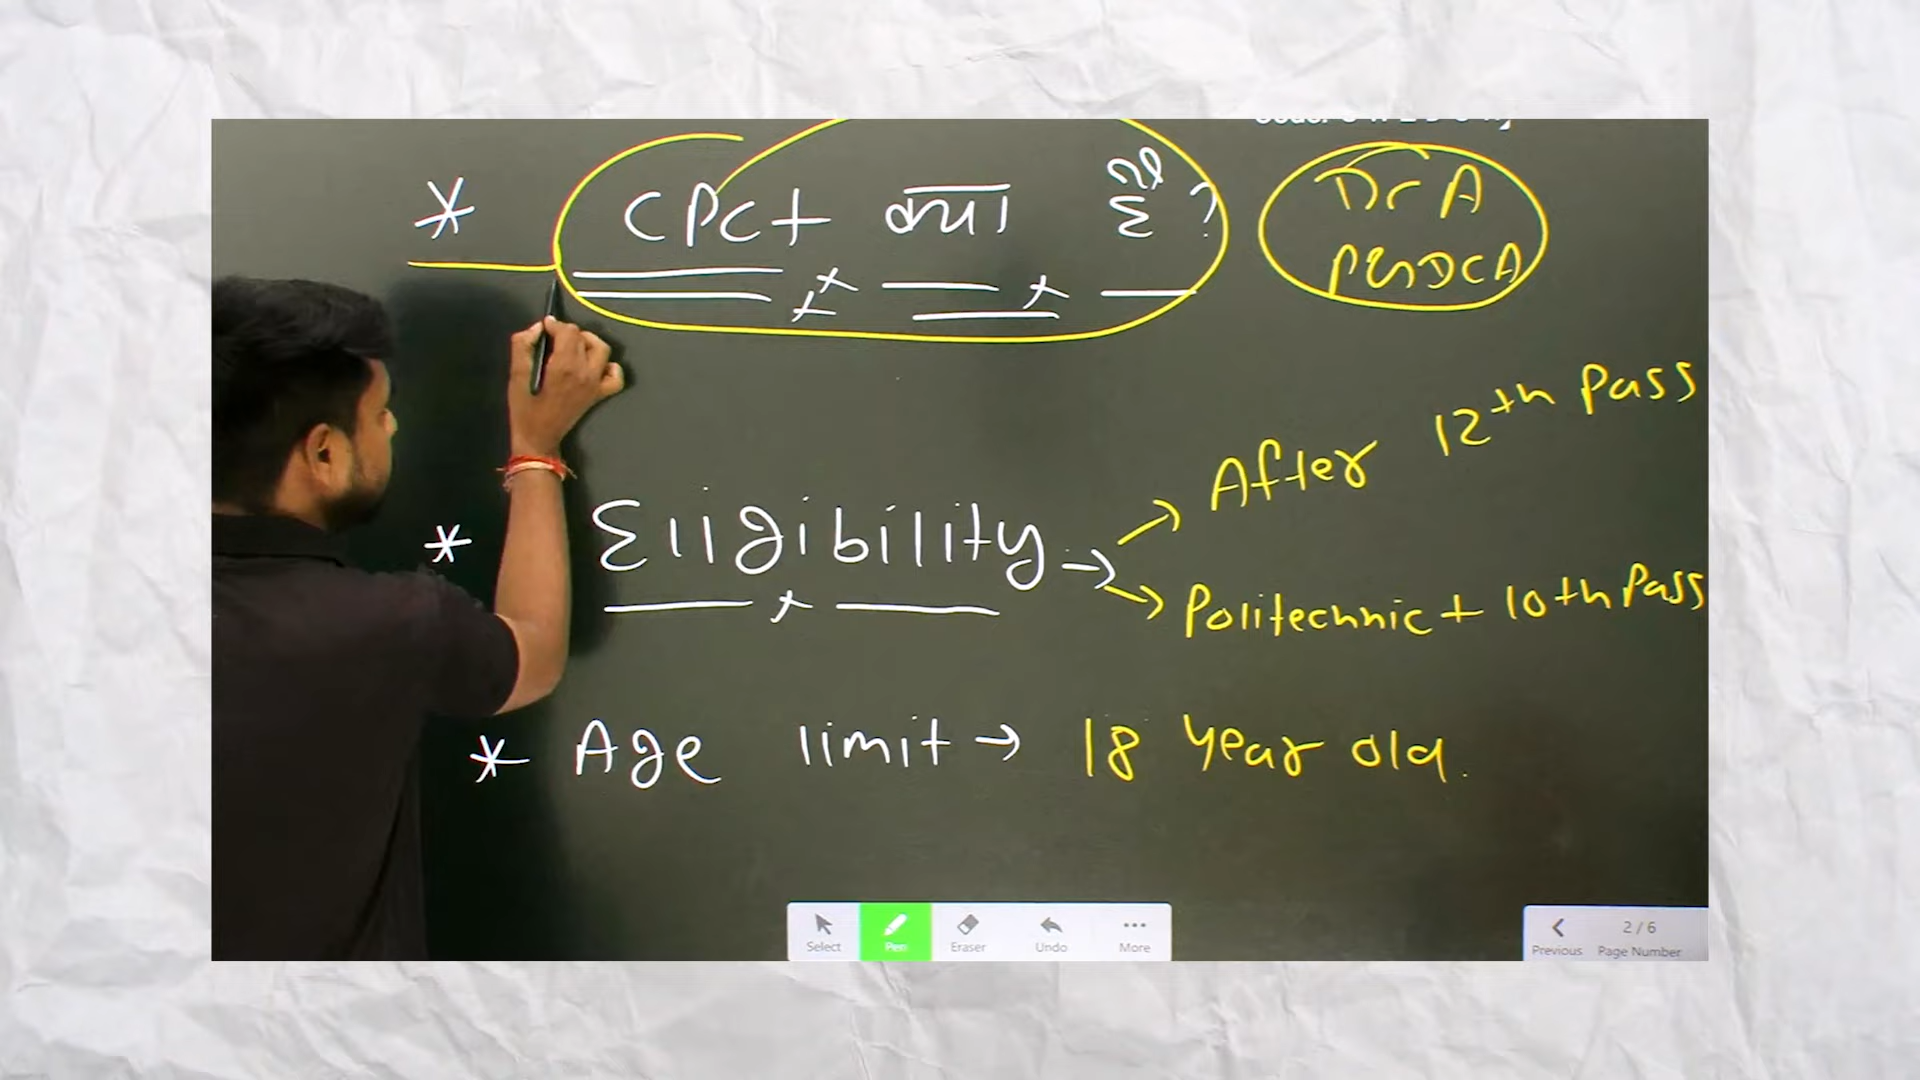 * CPCT क्या है?
DCA
PGDCA
After 12th Pass
* Eligibility →
Politechnic + 10th Pass
* Age limit → 18 year old.
Select Pen Eraser Undo More
2 / 6
Previous Page Number